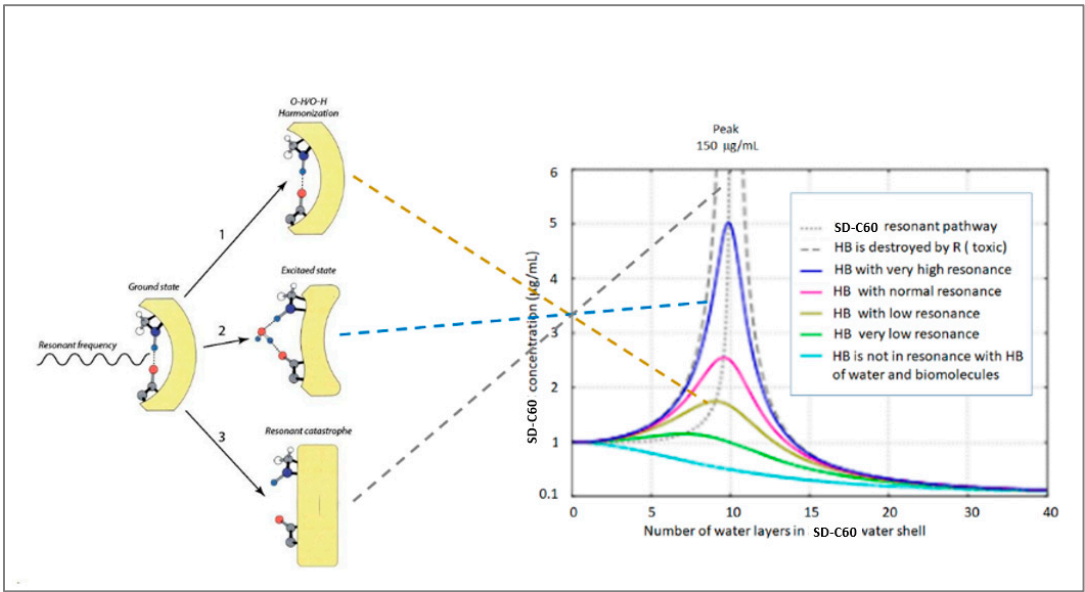 O-H/O-H
Harmonization
1
Ground state
Excitaed state
2
Resonant frequency
3
Resonant catastrophe
Peak
150 µg/mL
SD-C60 concentration (µg/mL)
6
5
4
3
2
1
0.1
0 5 10 15 20 30 40
Number of water layers in SD-C60 vater shell
SD-C60 resonant pathway
HB is destroyed by R ( toxic)
HB with very high resonance
HB with normal resonance
HB with low resonance
HB very low resonance
HB is not in resonance with HB
of water and biomolecules